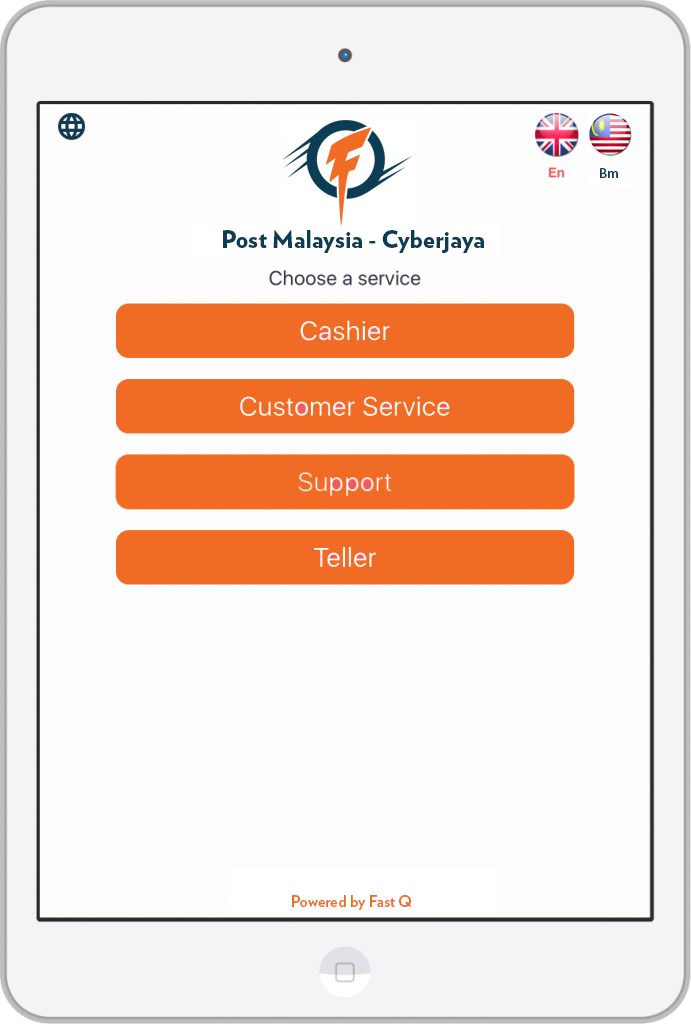 En
Bm
Post Malaysia - Cyberjaya
Choose a service
Cashier
Customer Service
Support
Teller
Powered by Fast Q